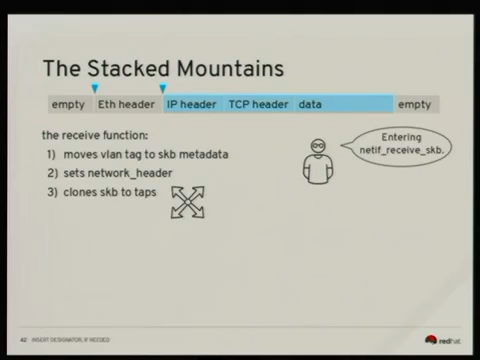 The Stacked Mountains
empty Eth header IP header TCP header data empty
the receive function:
1) moves vlan tag to skb metadata
2) sets network_header
3) clones skb to taps
Entering
netif_receive_skb.
42 INSERT DESIGNATOR, IF NEEDED
redhat